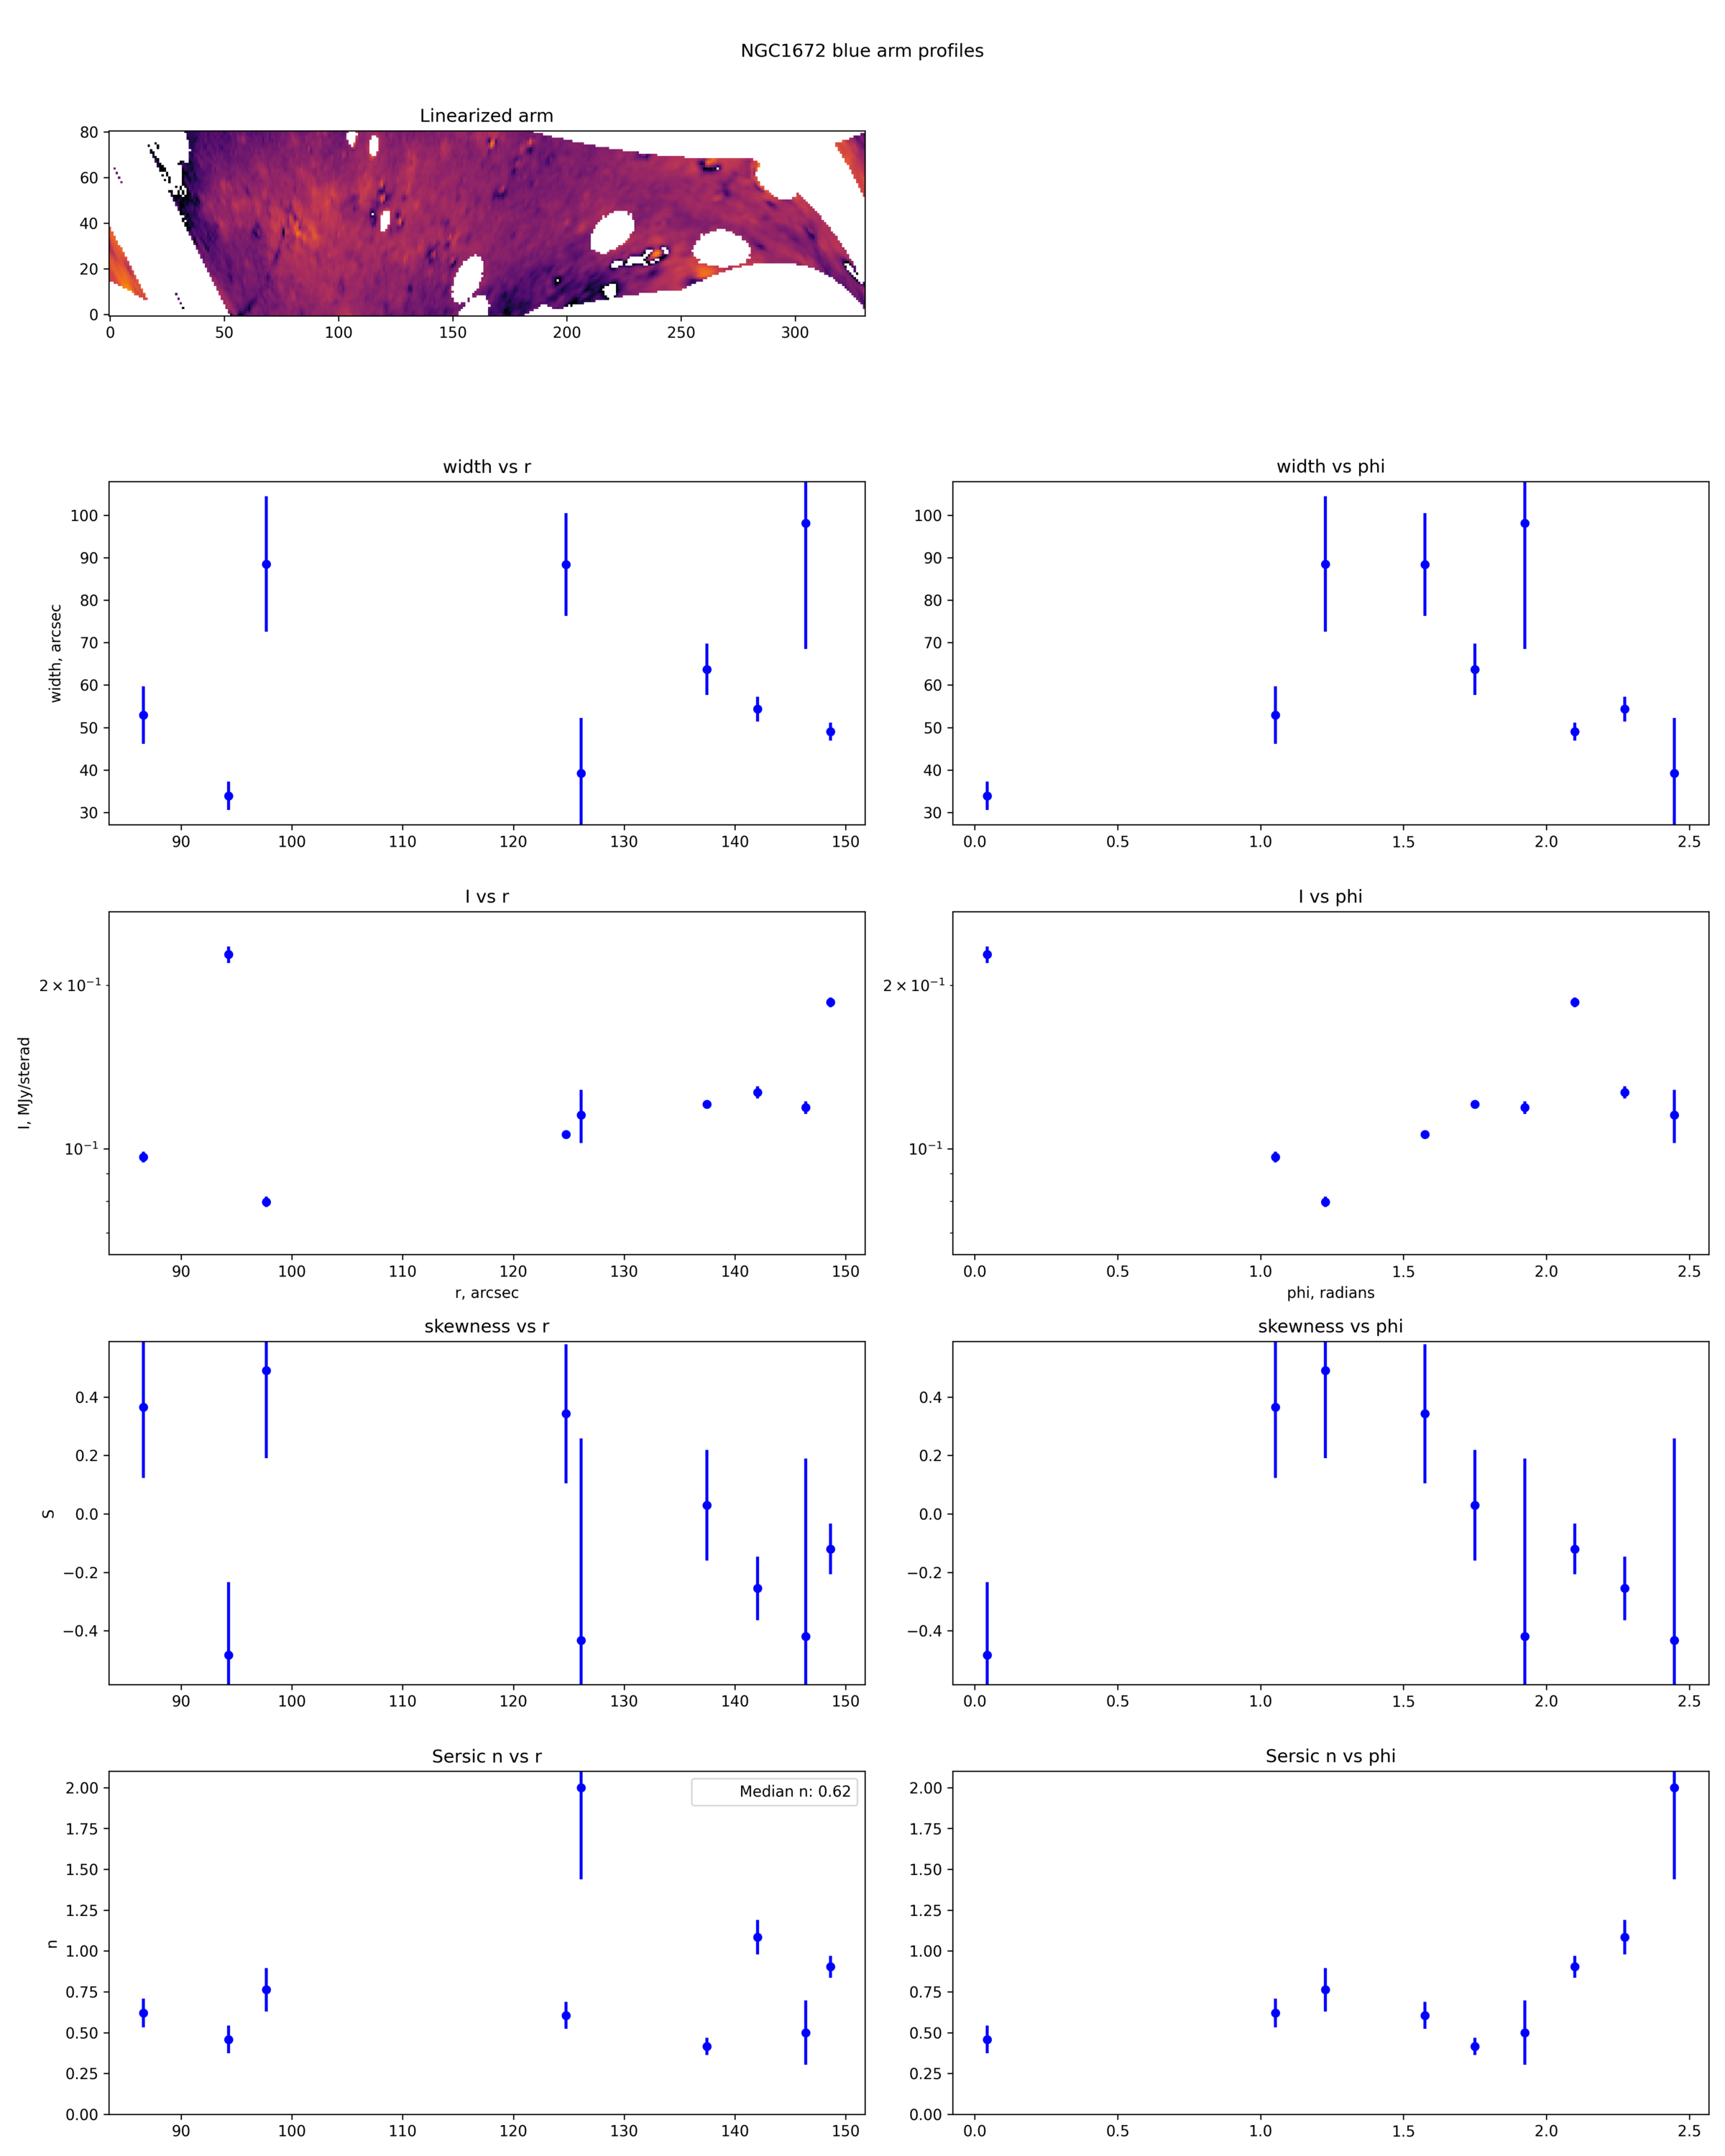 NGC1672 blue arm profiles
Linearized arm
80
60
40
20
0
0 50 100 150 200 250 300
width vs r
width vs phi
width, arcsec
100
90
80
70
60
50
40
30
90 100 110 120 130 140 150
100
90
80
70
60
50
40
30
0.0 0.5 1.0 1.5 2.0 2.5
I vs r
I vs phi
I, MJy/sterad
2 × 10⁻¹
10⁻¹
90 100 110 120 130 140 150
r, arcsec
2 × 10⁻¹
10⁻¹
0.0 0.5 1.0 1.5 2.0 2.5
phi, radians
skewness vs r
skewness vs phi
S
0.4
0.2
0.0
−0.2
−0.4
90 100 110 120 130 140 150
0.4
0.2
0.0
−0.2
−0.4
0.0 0.5 1.0 1.5 2.0 2.5
Sersic n vs r
Sersic n vs phi
Median n: 0.62
n
2.00
1.75
1.50
1.25
1.00
0.75
0.50
0.25
0.00
90 100 110 120 130 140 150
2.00
1.75
1.50
1.25
1.00
0.75
0.50
0.25
0.00
0.0 0.5 1.0 1.5 2.0 2.5